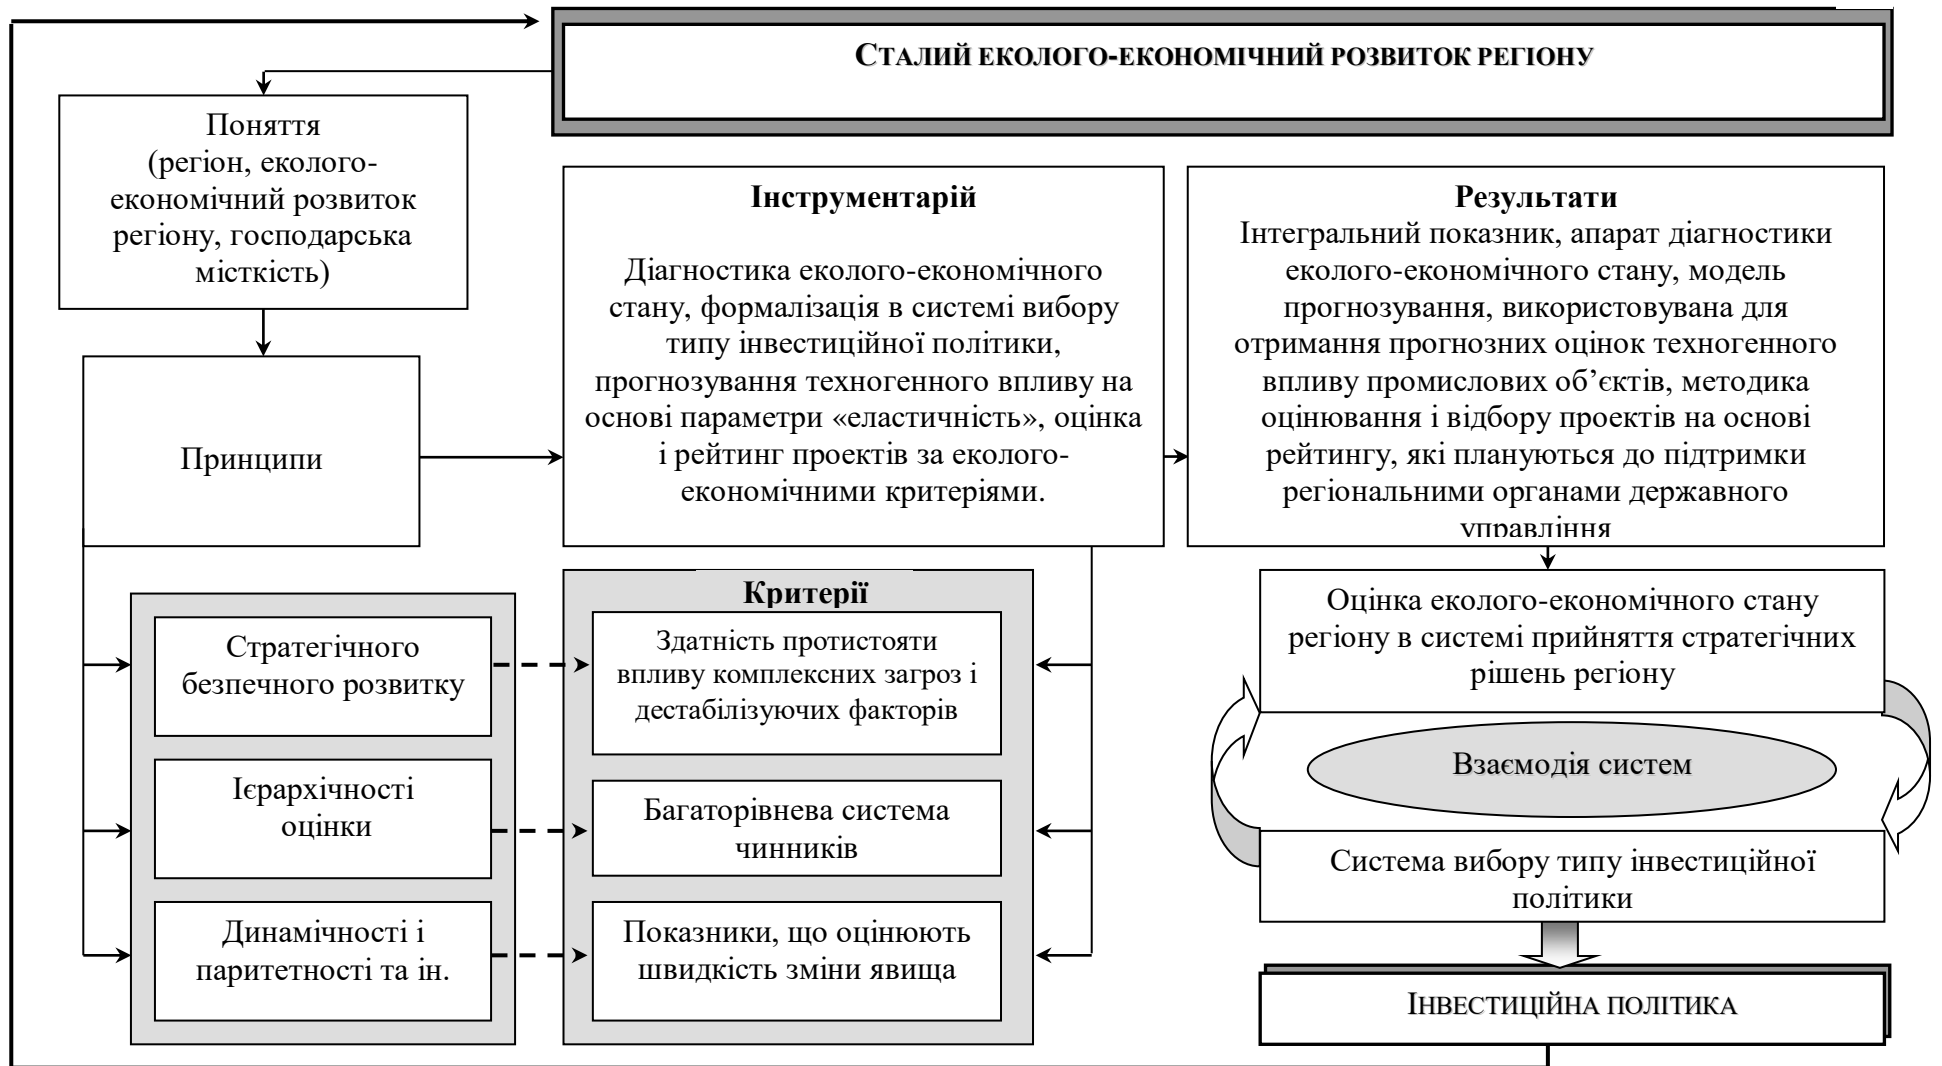 СТАЛИЙ ЕКОЛОГО-ЕКОНОМІЧНИЙ РОЗВИТОК РЕГІОНУ
Поняття
(регіон, еколого-
економічний розвиток
регіону, господарська
місткість)
Принципи
Інструментарій
Діагностика еколого-економічного
стану, формалізація в системі вибору
типу інвестиційної політики,
прогнозування техногенного впливу на
основі параметри «еластичність», оцінка
і рейтинг проектів за еколого-
економічними критеріями.
Результати
Інтегральний показник, апарат діагностики
еколого-економічного стану, модель
прогнозування, використовувана для
отримання прогнозних оцінок техногенного
впливу промислових об’єктів, методика
оцінювання і відбору проектів на основі
рейтингу, які плануються до підтримки
регіональними органами державного
управління
Стратегічного
безпечного розвитку
Ієрархічності
оцінки
Динамічності і
паритетності та ін.
Критерії
Здатність протистояти
впливу комплексних загроз і
дестабілізуючих факторів
Багаторівнева система
чинників
Показники, що оцінюють
швидкість зміни явища
Оцінка еколого-економічного стану
регіону в системі прийняття стратегічних
рішень регіону
Взаємодія систем
Система вибору типу інвестиційної
політики
ІНВЕСТИЦІЙНА ПОЛІТИКА